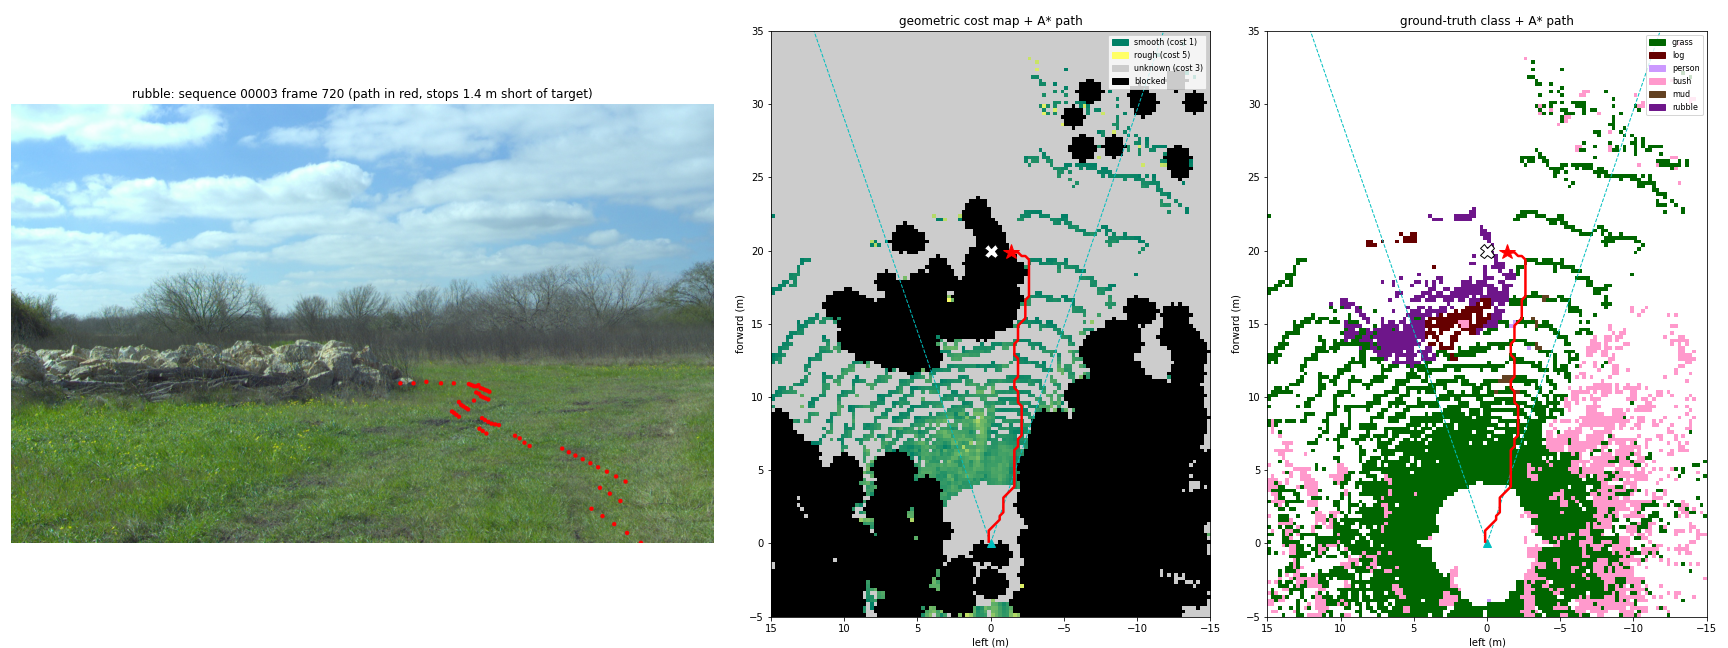 rubble: sequence 00003 frame 720 (path in red, stops 1.4 m short of target)
geometric cost map + A* path
smooth (cost 1)
rough (cost 5)
unknown (cost 3)
blocked
35
30
25
20
15
10
5
0
−5
forward (m)
15 10 5 0 −5 −10 −15
left (m)
ground-truth class + A* path
grass
log
person
bush
mud
rubble
35
30
25
20
15
10
5
0
−5
forward (m)
15 10 5 0 −5 −10 −15
left (m)